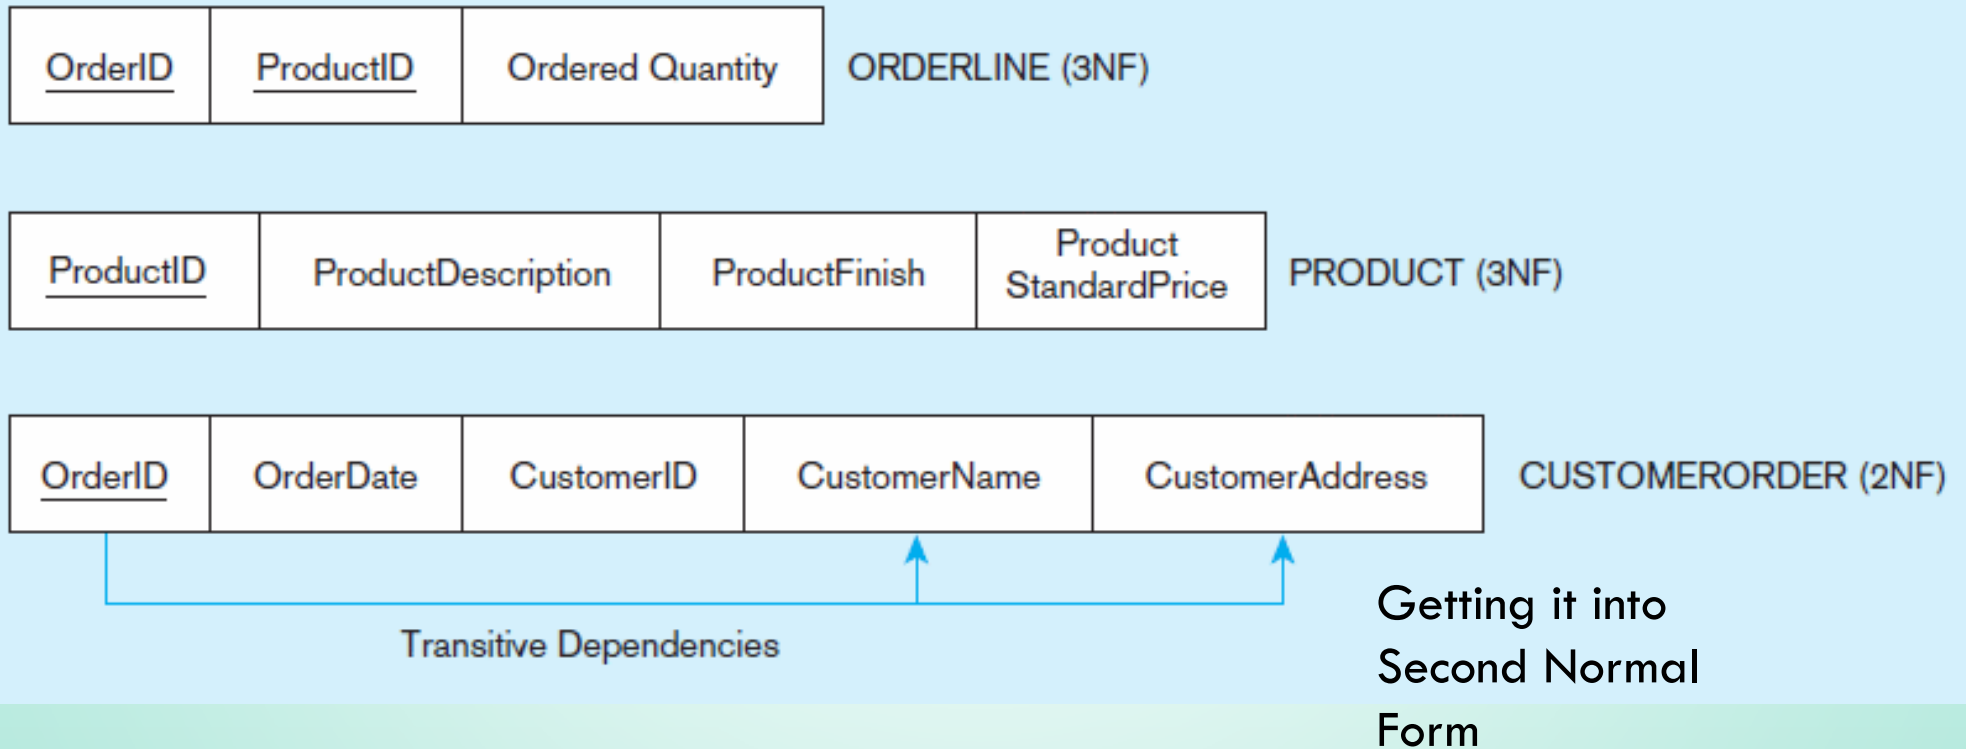 OrderID ProductID Ordered Quantity ORDERLINE (3NF)
ProductID ProductDescription ProductFinish Product StandardPrice PRODUCT (3NF)
OrderID OrderDate CustomerID CustomerName CustomerAddress CUSTOMERORDER (2NF)
Transitive Dependencies
Getting it into
Second Normal
Form